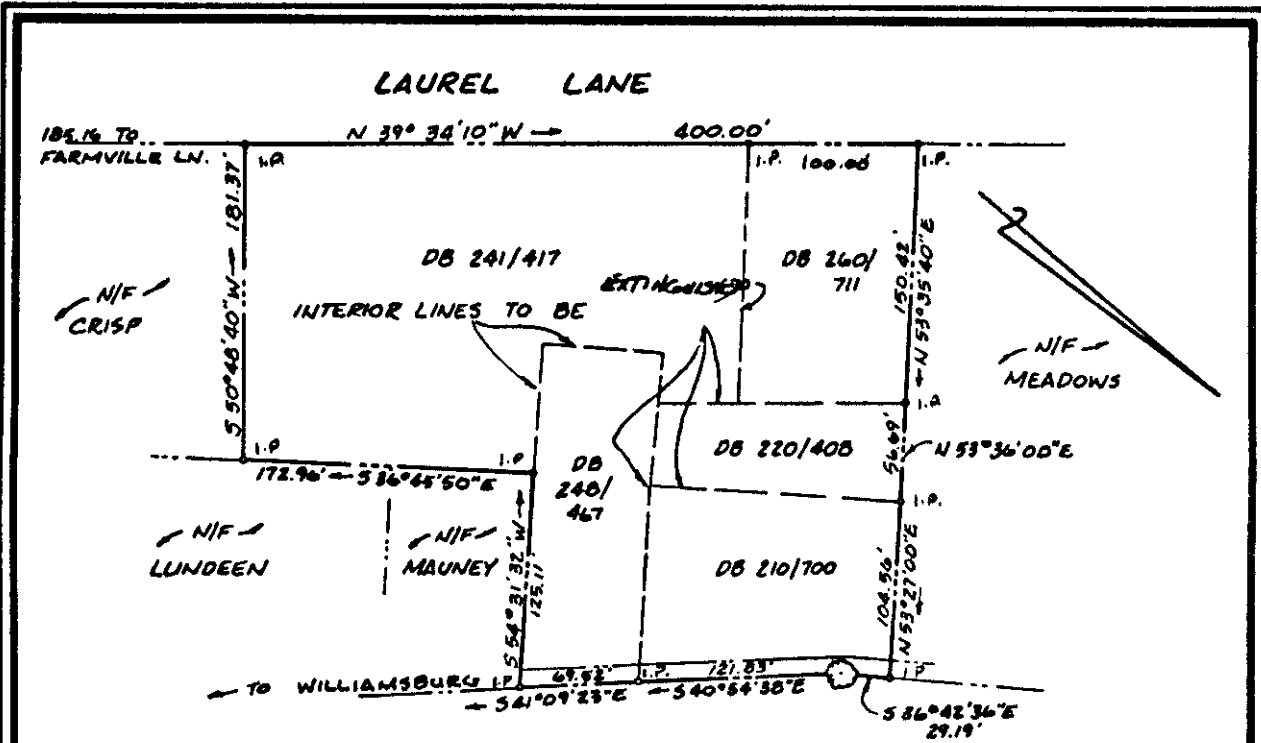 LAUREL LANE
185.16 TO
FARMVILLE LN.
N 39° 34'10" W → 400.00'
I.P.
I.P. 100.00
I.P.
S 50°48'40" W → 181.37'
DB 241/417
DB 260/
711
150.42'
← N 53°35'40" E
EXTINGUISHED
INTERIOR LINES TO BE
N/F
CRISP
N/F
MEADOWS
I.P.
DB 220/408
56.69'
N 53°36'00" E
I.P.
I.P.
172.96' ← S 36°45'50" E
DB
248/
467
I.P.
N/F
LUNDEEN
N/F
MAUNEY
S 54°31'32" W →
125.11'
DB 210/700
104.56'
← N 53°27'00" E
← TO WILLIAMSBURG
I.P.
69.52'
I.P.
121.83'
I.P.
← S 41°09'23" E
← S 40°54'38" E
S 36°42'36" E
29.19'